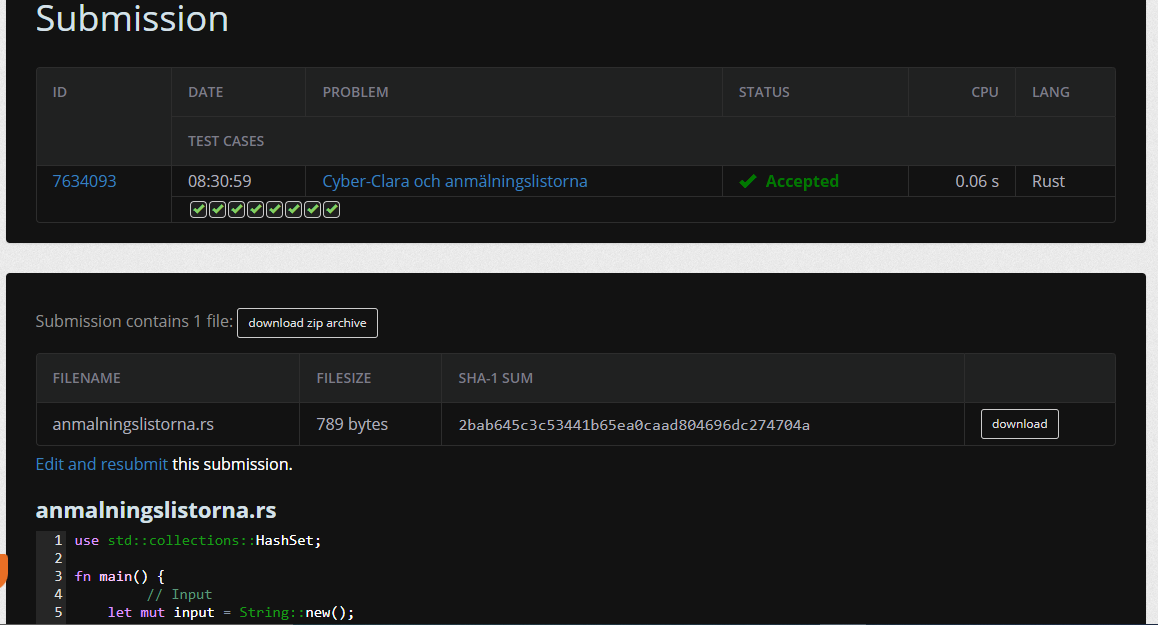 Submission
ID DATE PROBLEM STATUS CPU LANG
TEST CASES
7634093 08:30:59 Cyber-Clara och anmälningslistorna Accepted 0.06 s Rust
Submission contains 1 file: download zip archive
FILENAME FILESIZE SHA-1 SUM
anmalningslistorna.rs 789 bytes 2bab645c3c53441b65ea0caad804696dc274704a download
Edit and resubmit this submission.
anmalningslistorna.rs
1 use std::collections::HashSet;
2
3 fn main() {
4 // Input
5 let mut input = String::new();